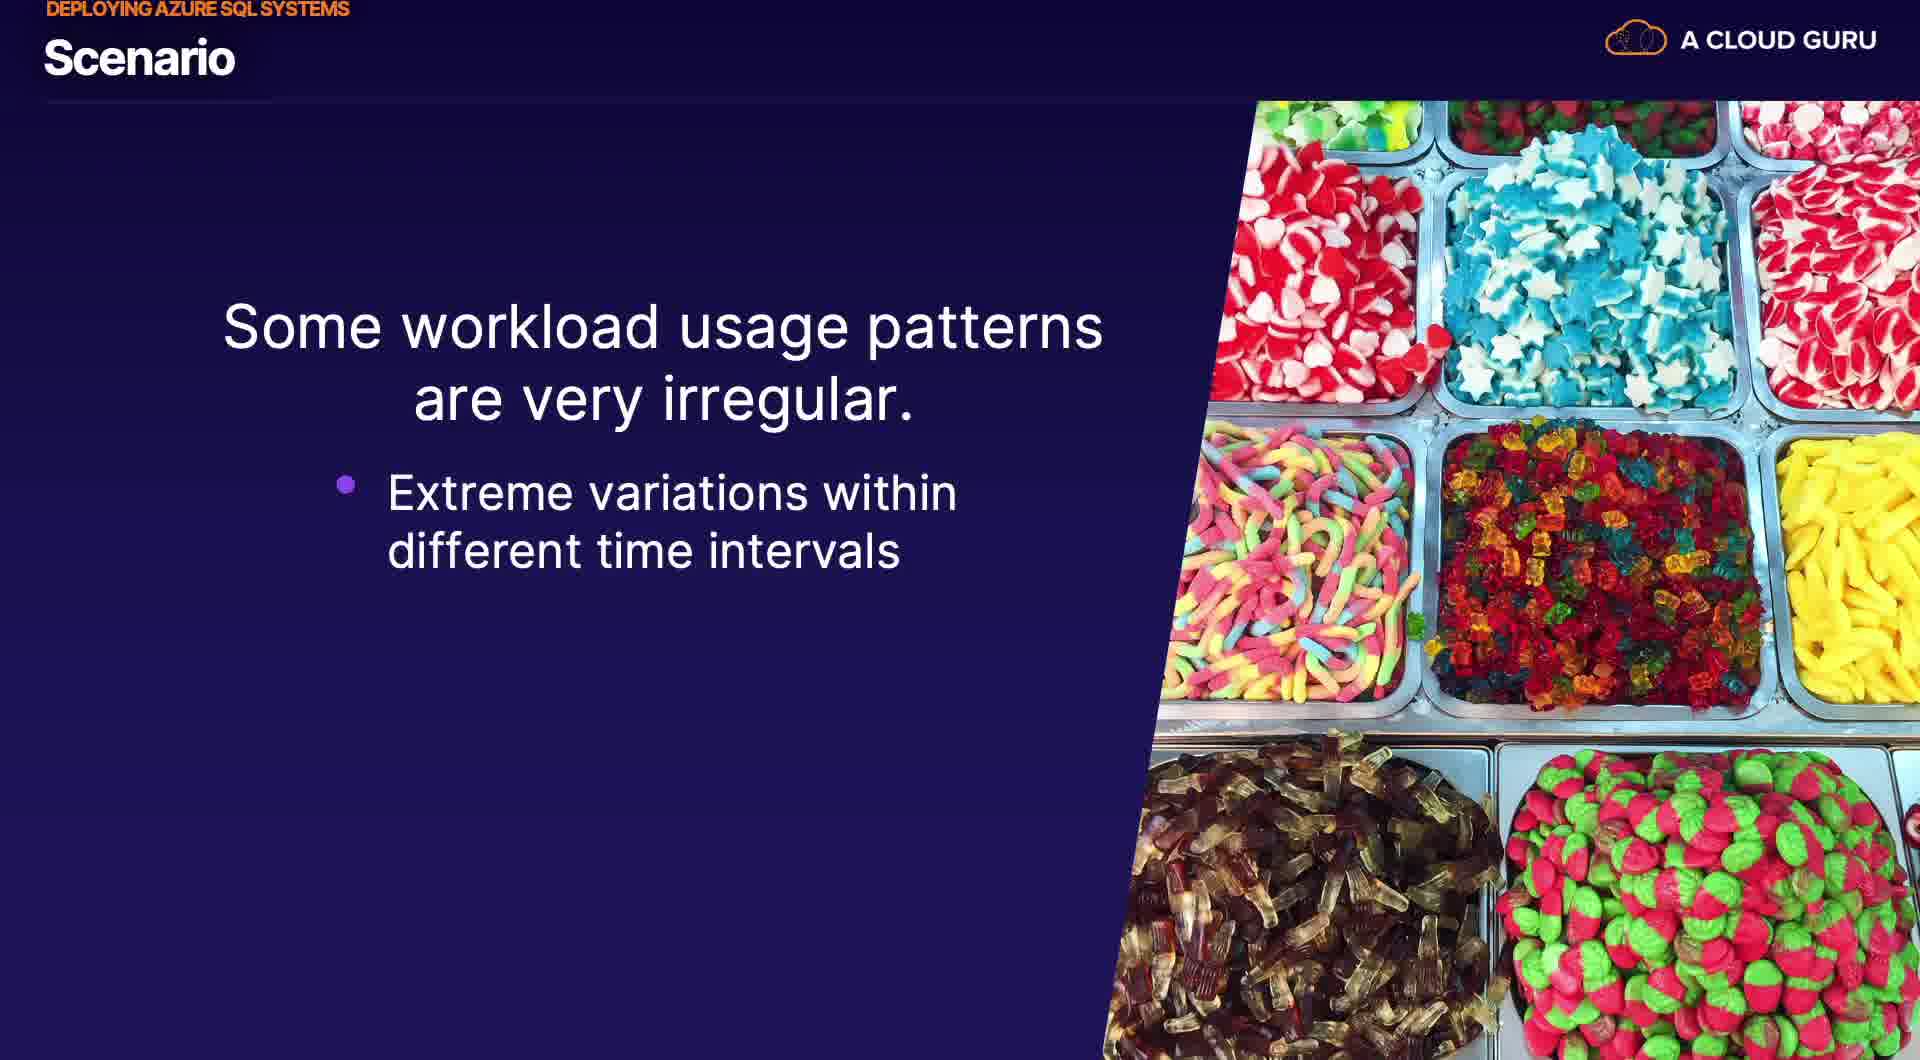 DEPLOYING AZURE SQL SYSTEMS
Scenario
A CLOUD GURU
Some workload usage patterns
are very irregular.
Extreme variations within
different time intervals